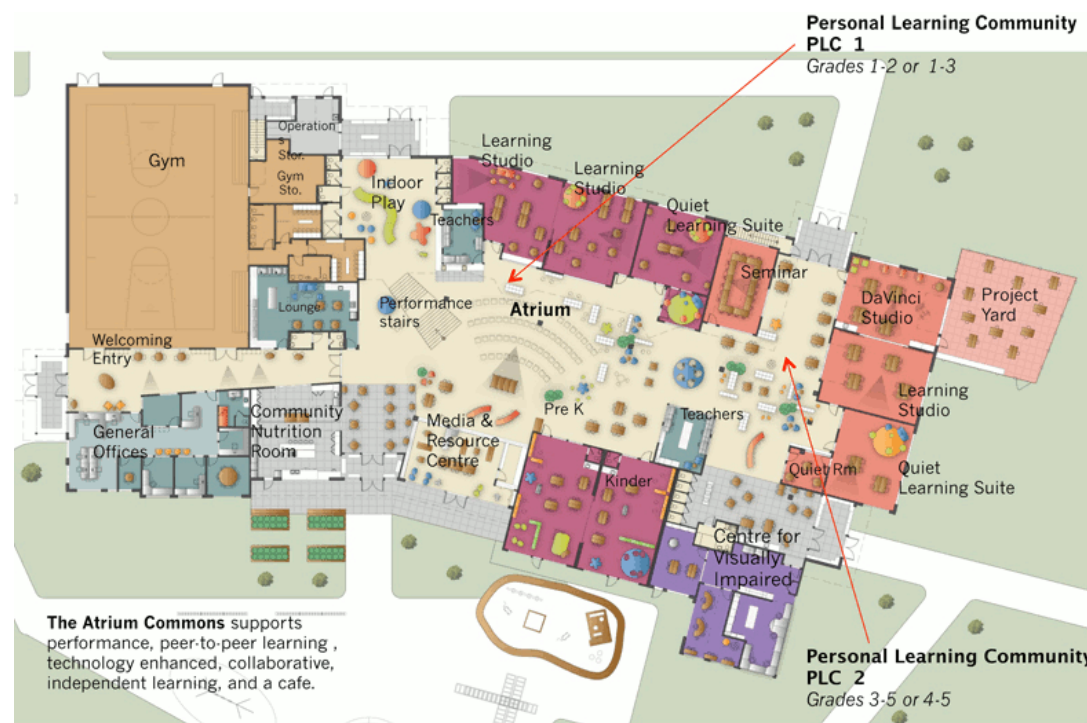 Personal Learning Community
PLC 1
Grades 1-2 or 1-3
Operation
s
Stor.
Gym
Gym
Sto.
Indoor
Play
Learning
Studio
Learning
Studio
Teachers
Quiet
Learning Suite
Seminar
DaVinci
Studio
Project
Yard
Lounge
Performance
stairs
Atrium
Welcoming
Entry
Learning
Studio
General
Offices
Community
Nutrition
Room
Media &
Resource
Centre
Pre K
Teachers
Kinder
Quiet Rm
Quiet
Learning Suite
Centre for
Visually
Impaired
The Atrium Commons supports
performance, peer-to-peer learning ,
technology enhanced, collaborative,
independent learning, and a cafe.
Personal Learning Community
PLC 2
Grades 3-5 or 4-5